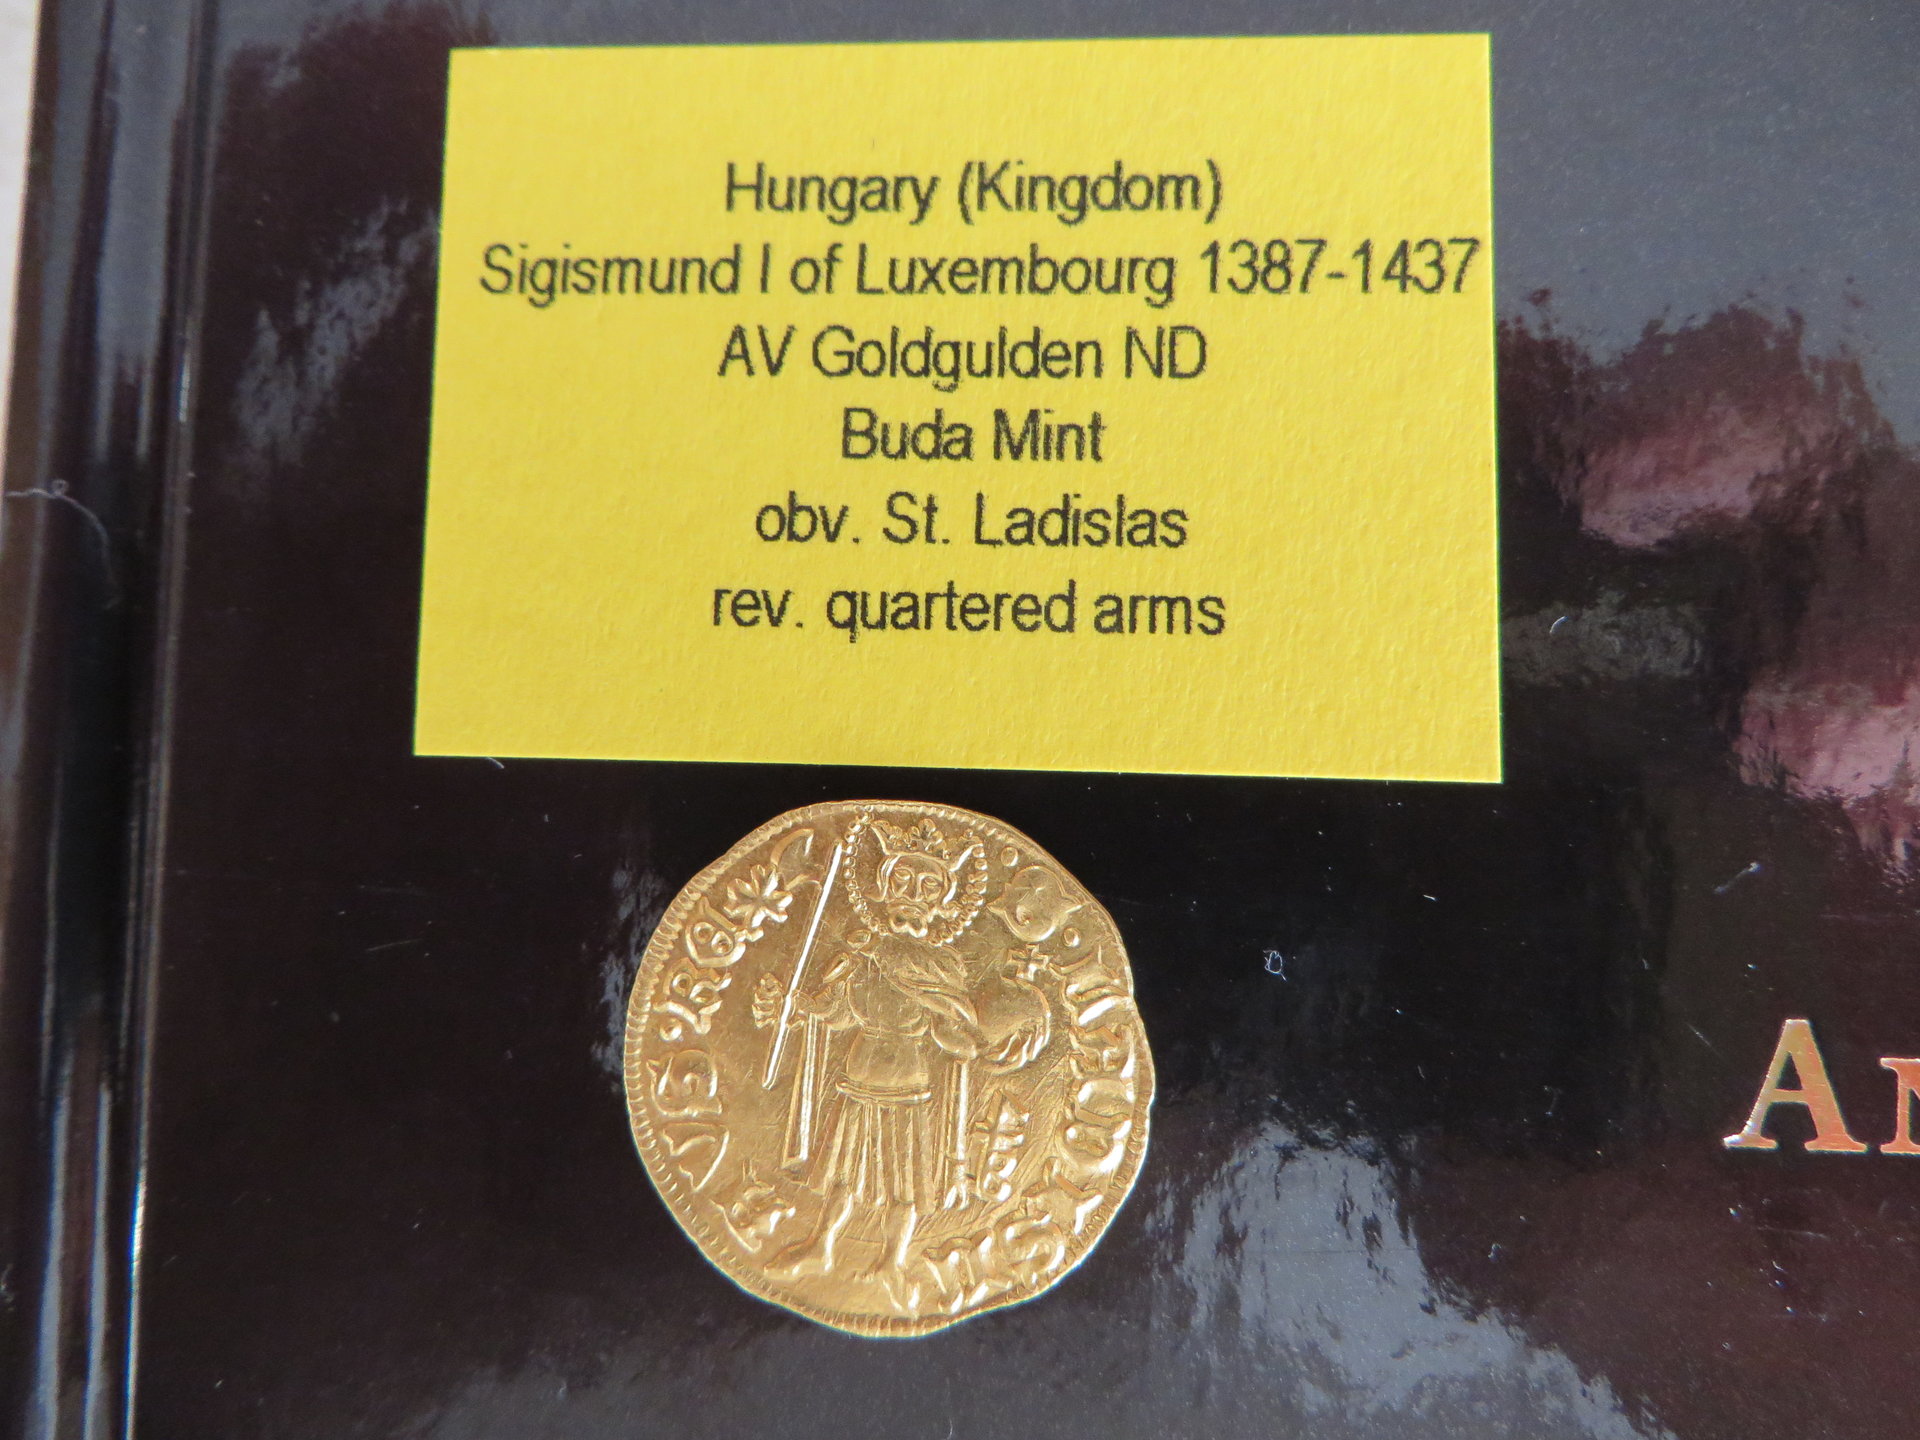 Hungary (Kingdom)
Sigismund I of Luxembourg 1387-1437
AV Goldgulden ND
Buda Mint
obv. St. Ladislas
rev. quartered arms